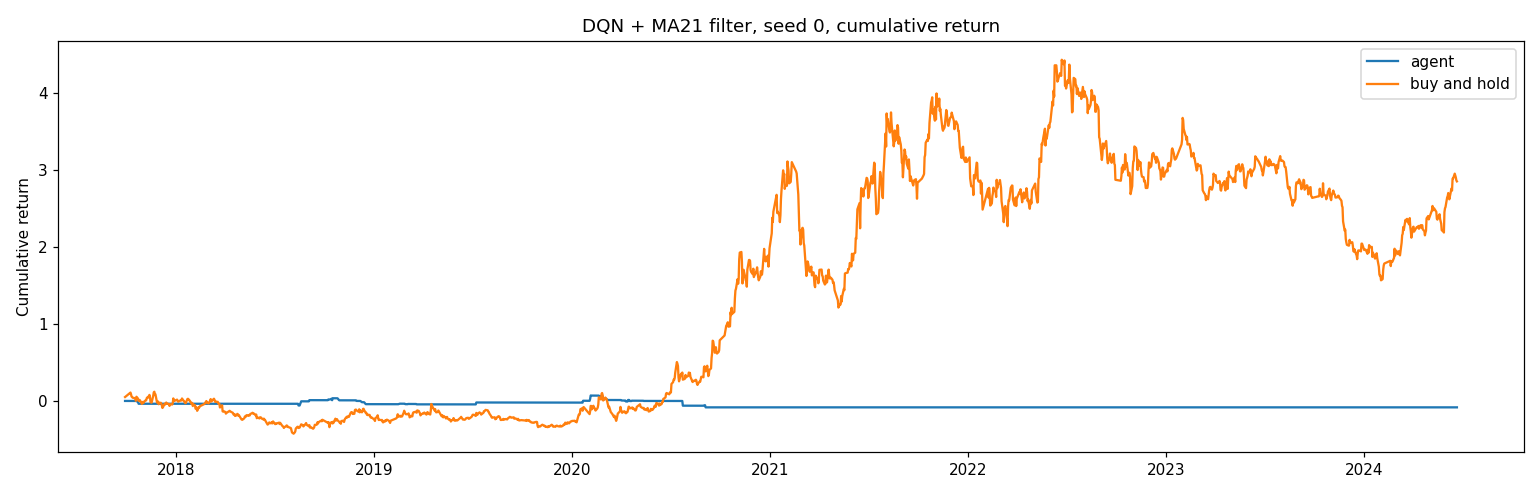 DQN + MA21 filter, seed 0, cumulative return
agent
buy and hold
Cumulative return
4
3
2
1
0
2018 2019 2020 2021 2022 2023 2024